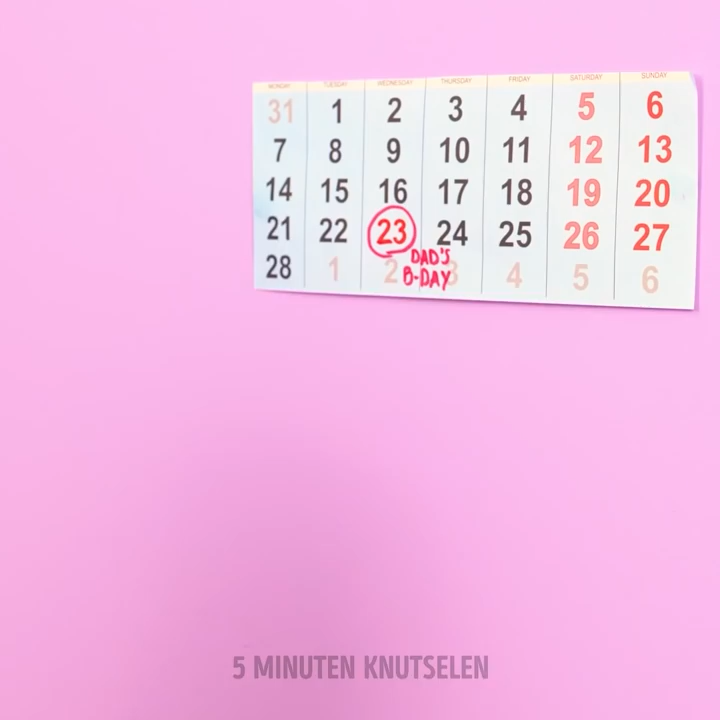 MONDAY TUESDAY WEDNESDAY THURSDAY FRIDAY SATURDAY SUNDAY
31 1 2 3 4 5 6
7 8 9 10 11 12 13
14 15 16 17 18 19 20
21 22 23 24 25 26 27
DAD'S
28 1 2 3 4 5 6
B-DAY
5 MINUTEN KNUTSELEN